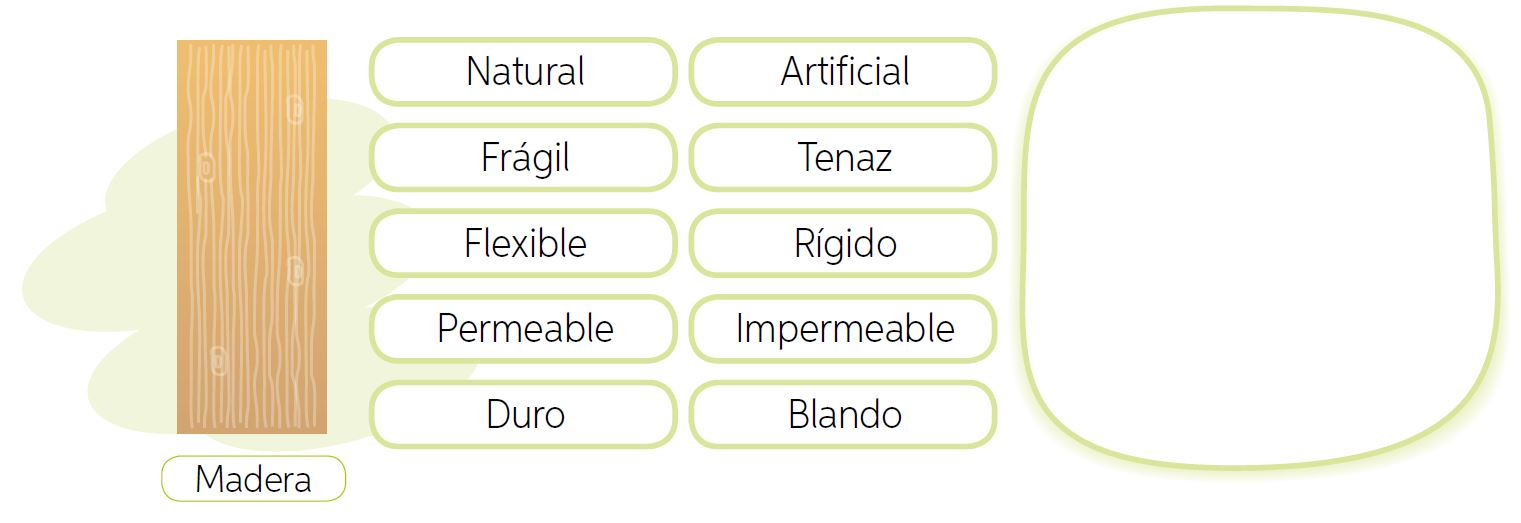 Natural
Artificial
Frágil
Tenaz
Flexible
Rígido
Permeable
Impermeable
Duro
Blando
Madera